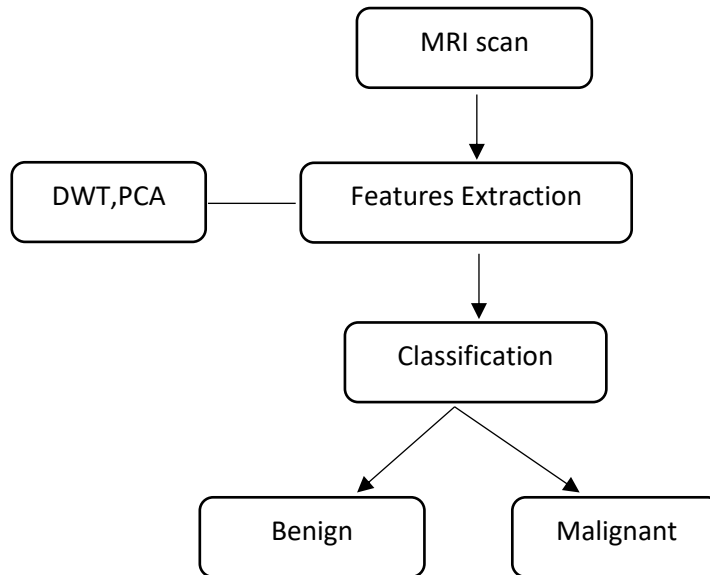 MRI scan
DWT,PCA
Features Extraction
Classification
Benign
Malignant